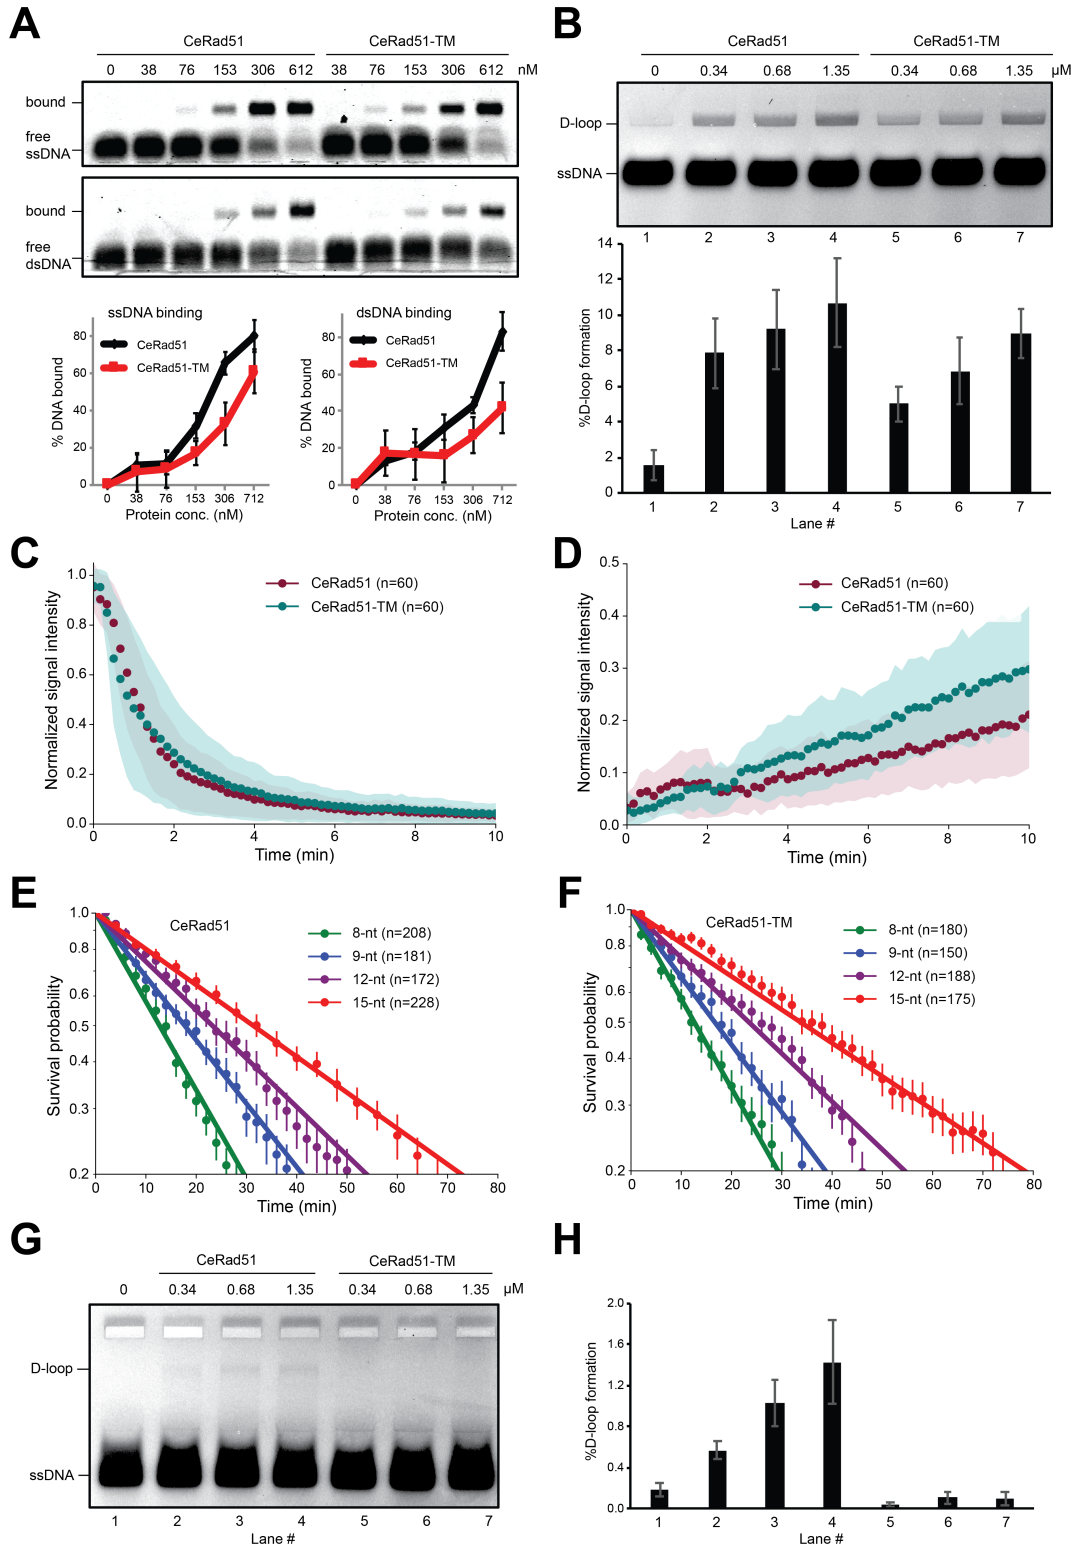 A
CeRad51 CeRad51-TM
0 38 76 153 306 612 38 76 153 306 612 nM
bound
free
ssDNA
bound
free
dsDNA
ssDNA binding
CeRad51
CeRad51-TM
% DNA bound
80
60
40
20
0
0 38 76 153 306 712
Protein conc. (nM)
dsDNA binding
CeRad51
CeRad51-TM
% DNA bound
80
60
40
20
0
0 38 76 153 306 712
Protein conc. (nM)
B
CeRad51 CeRad51-TM
0 0.34 0.68 1.35 0.34 0.68 1.35 μM
D-loop
ssDNA
1 2 3 4 5 6 7
%D-loop formation
14
12
10
8
6
4
2
0
1 2 3 4 5 6 7
Lane #
C
CeRad51 (n=60)
CeRad51-TM (n=60)
Normalized signal intensity
1.0
0.8
0.6
0.4
0.2
0.0
0 2 4 6 8 10
Time (min)
D
CeRad51 (n=60)
CeRad51-TM (n=60)
Normalized signal intensity
0.5
0.4
0.3
0.2
0.1
0.0
0 2 4 6 8 10
Time (min)
E
CeRad51
8-nt (n=208)
9-nt (n=181)
12-nt (n=172)
15-nt (n=228)
Survival probability
1.0
0.8
0.6
0.5
0.4
0.3
0.2
0 10 20 30 40 50 60 70 80
Time (min)
F
CeRad51-TM
8-nt (n=180)
9-nt (n=150)
12-nt (n=188)
15-nt (n=175)
Survival probability
1.0
0.8
0.6
0.5
0.4
0.3
0.2
0 10 20 30 40 50 60 70 80
Time (min)
G
CeRad51 CeRad51-TM
0 0.34 0.68 1.35 0.34 0.68 1.35 μM
D-loop
ssDNA
1 2 3 4 5 6 7
Lane #
H
%D-loop formation
2.0
1.6
1.2
0.8
0.4
0.0
1 2 3 4 5 6 7
Lane #